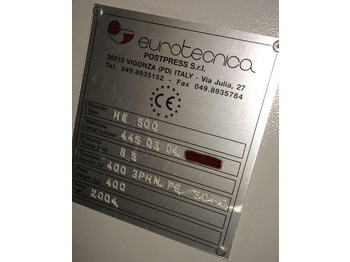 eurotecnica
POSTPRESS S.r.l.
35010 VIGONZA (PD) ITALY - Via Julia, 27
Tel. 049.8935152 - Fax 049.8935784
CE
HE 500
445 03 04
8,5
400 3PHN PE
400
2004